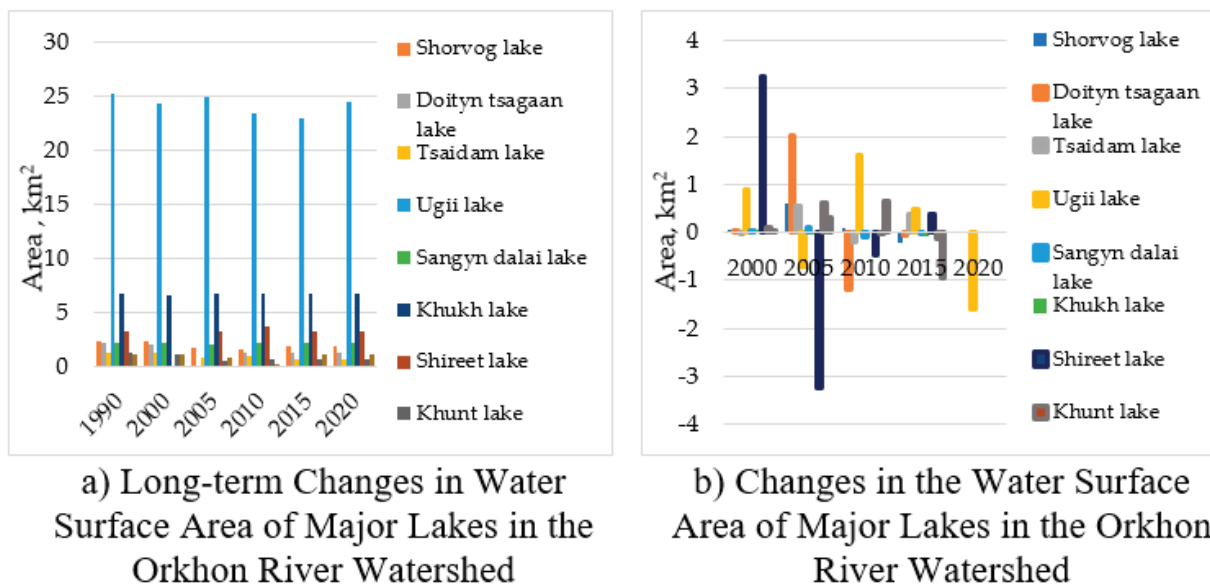 30
25
20
15
10
5
0
Area , km²
1990
2000
2005
2010
2015
2020
Shorvog lake
Doityn tsagaan
lake
Tsaidam lake
Ugii lake
Sangyn dalai lake
Khukh lake
Shireet lake
Khunt lake
a) Long-term Changes in Water
Surface Area of Major Lakes in the
Orkhon River Watershed
4
3
2
1
0
-1
-2
-3
-4
Area, km²
2000
2005
2010
2015
2020
Shorvog lake
Doityn tsagaan
lake
Tsaidam lake
Ugii lake
Sangyn dalai
lake
Khukh lake
Shireet lake
Khunt lake
b) Changes in the Water Surface
Area of Major Lakes in the Orkhon
River Watershed